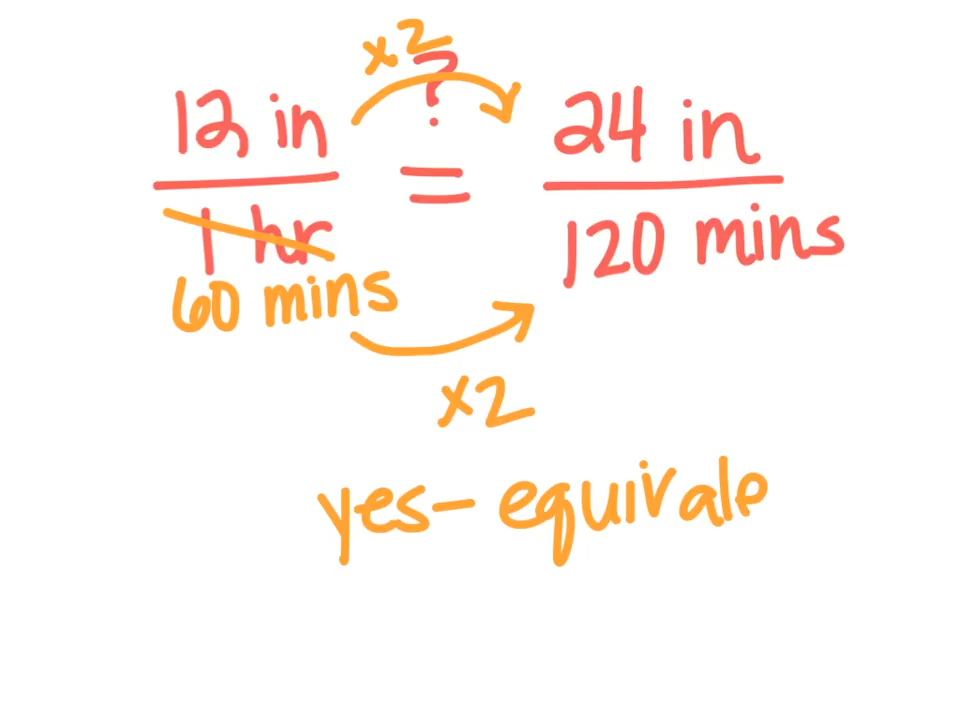 x2
?
12 in = 24 in
1 hr 120 mins
60 mins
x2
yes- equivale